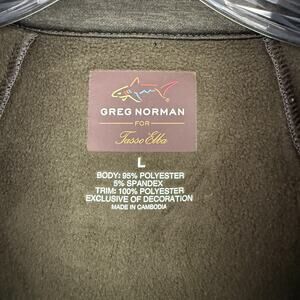 GREG NORMAN
FOR
Tasso Elba
L
BODY: 95% POLYESTER
5% SPANDEX
TRIM: 100% POLYESTER
EXCLUSIVE OF DECORATION
MADE IN CAMBODIA